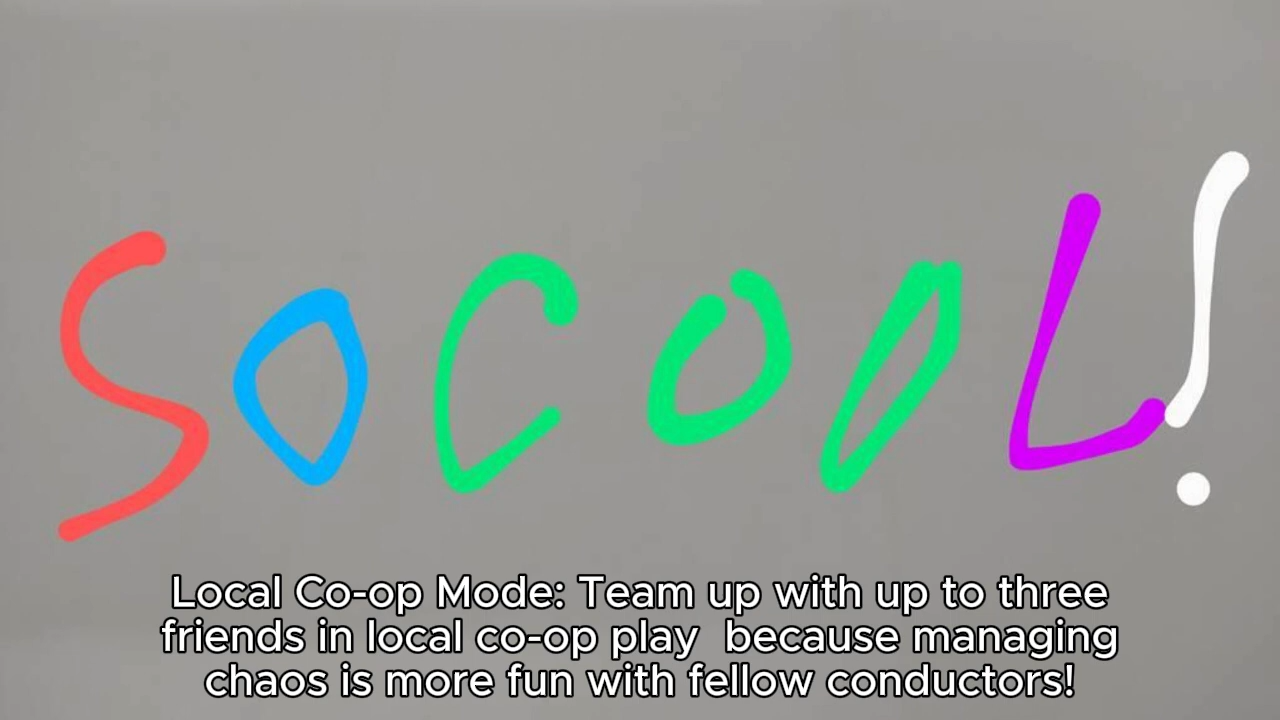 SOCOOL!
Local Co-op Mode: Team up with up to three
friends in local co-op play  because managing
chaos is more fun with fellow conductors!